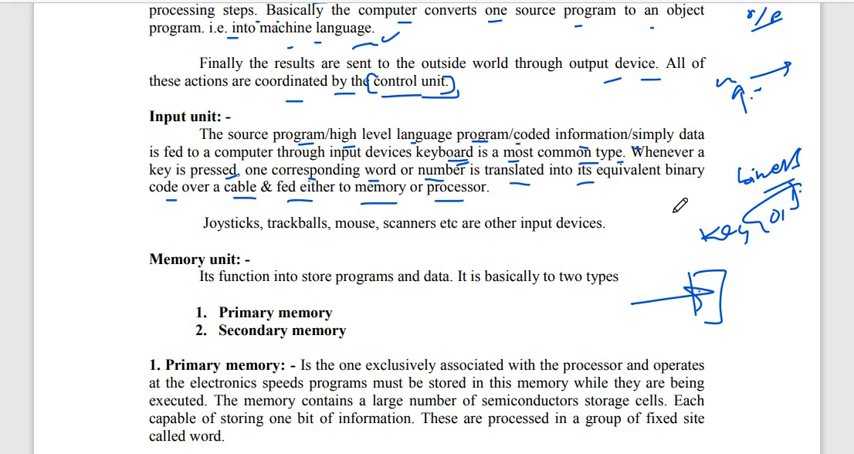 processing steps. Basically the computer converts one source program to an object
program. i.e. into machine language.
Finally the results are sent to the outside world through output device. All of
these actions are coordinated by the control unit.
Input unit: -
The source program/high level language program/coded information/simply data
is fed to a computer through input devices keyboard is a most common type. Whenever a
key is pressed, one corresponding word or number is translated into its equivalent binary
code over a cable & fed either to memory or processor.
Joysticks, trackballs, mouse, scanners etc are other input devices.
Memory unit: -
Its function into store programs and data. It is basically to two types
1. Primary memory
2. Secondary memory
1. Primary memory: - Is the one exclusively associated with the processor and operates
at the electronics speeds programs must be stored in this memory while they are being
executed. The memory contains a large number of semiconductors storage cells. Each
capable of storing one bit of information. These are processed in a group of fixed site
called word.
Key